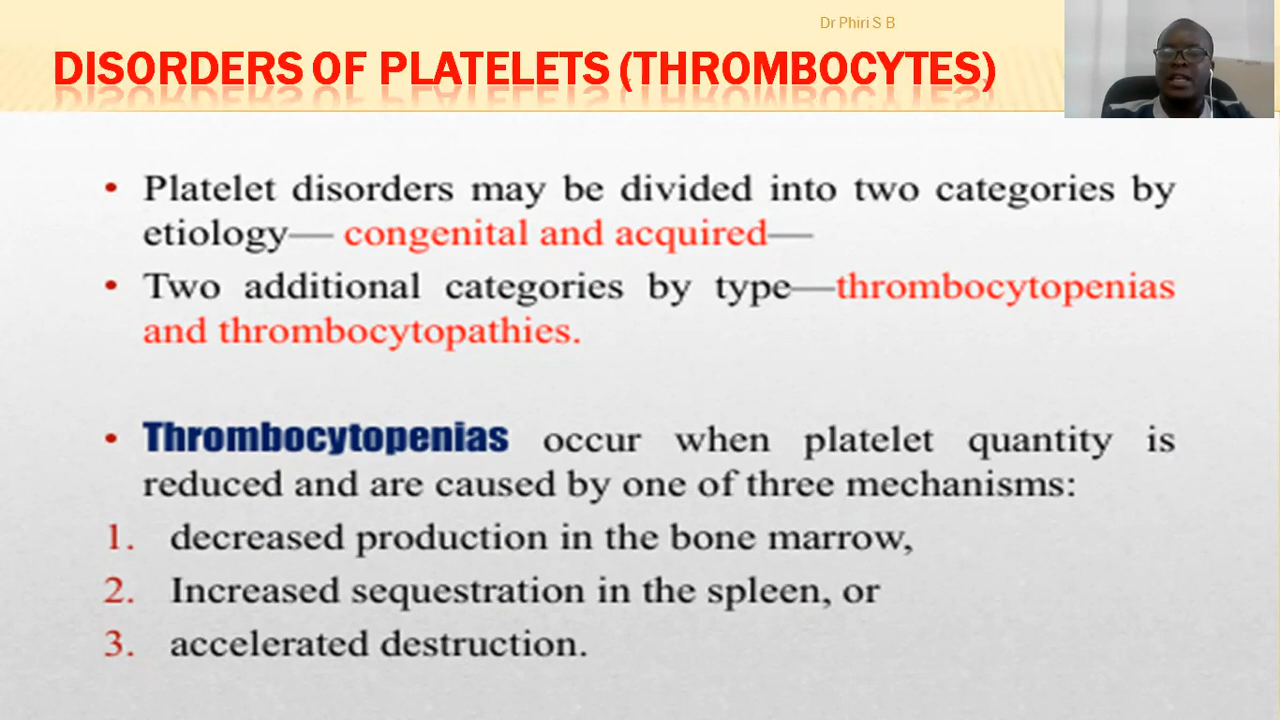 Dr Phiri S B
DISORDERS OF PLATELETS (THROMBOCYTES)
• Platelet disorders may be divided into two categories by
etiology— congenital and acquired—
• Two additional categories by type—thrombocytopenias
and thrombocytopathies.
• Thrombocytopenias occur when platelet quantity is
reduced and are caused by one of three mechanisms:
1. decreased production in the bone marrow,
2. Increased sequestration in the spleen, or
3. accelerated destruction.